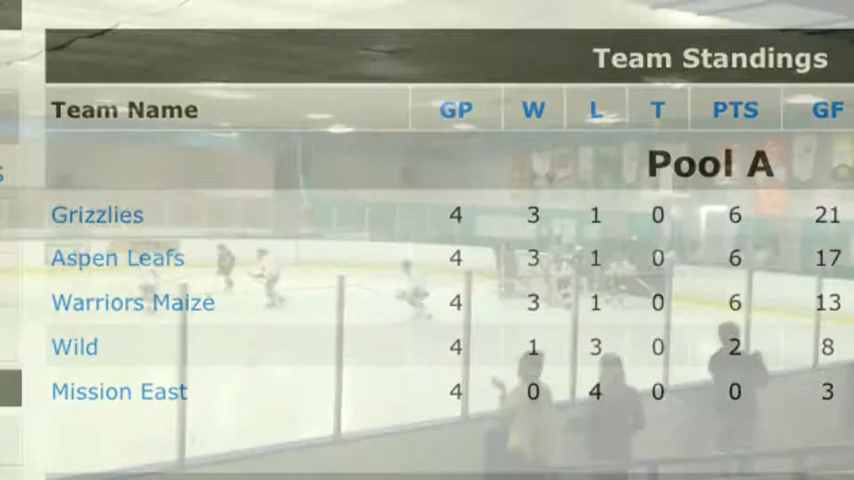 Team Standings
Team Name GP W L T PTS GF
Pool A
Grizzlies 4 3 1 0 6 21
Aspen Leafs 4 3 1 0 6 17
Warriors Maize 4 3 1 0 6 13
Wild 4 1 3 0 2 8
Mission East 4 0 4 0 0 3